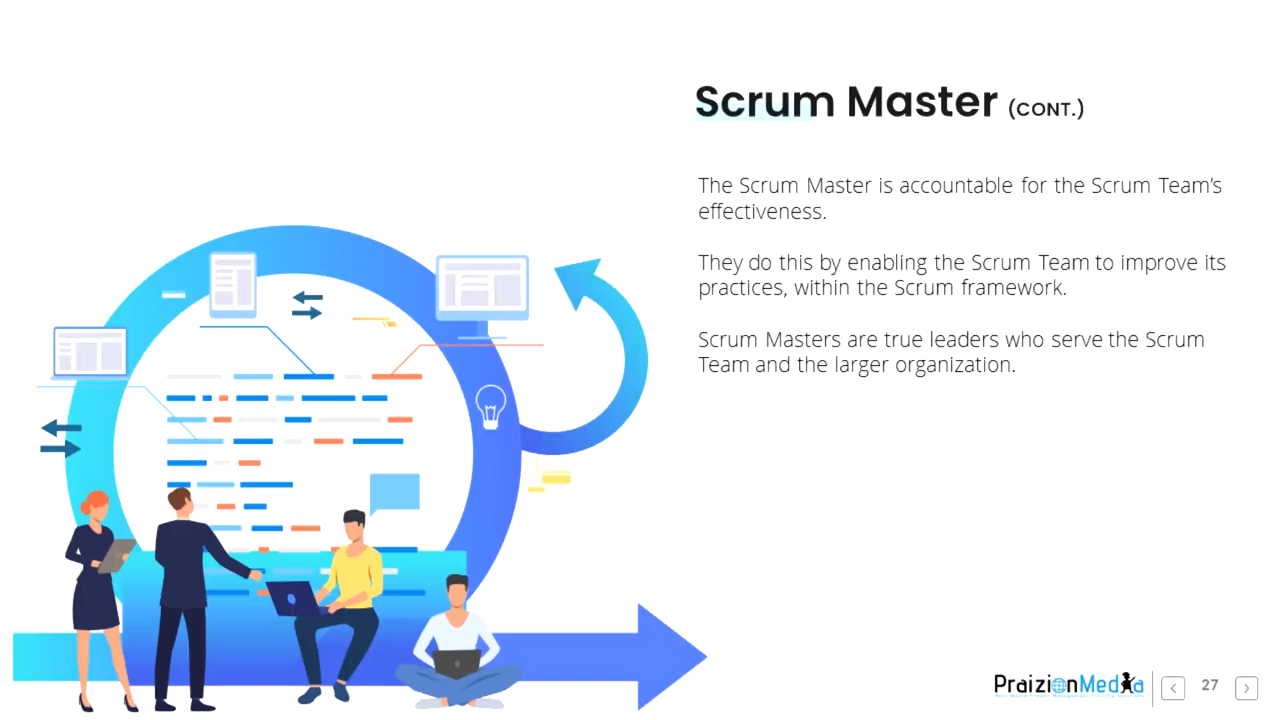 Scrum Master (CONT.)
The Scrum Master is accountable for the Scrum Team's
effectiveness.
They do this by enabling the Scrum Team to improve its
practices, within the Scrum framework.
Scrum Masters are true leaders who serve the Scrum
Team and the larger organization.
PraizionMedia
27